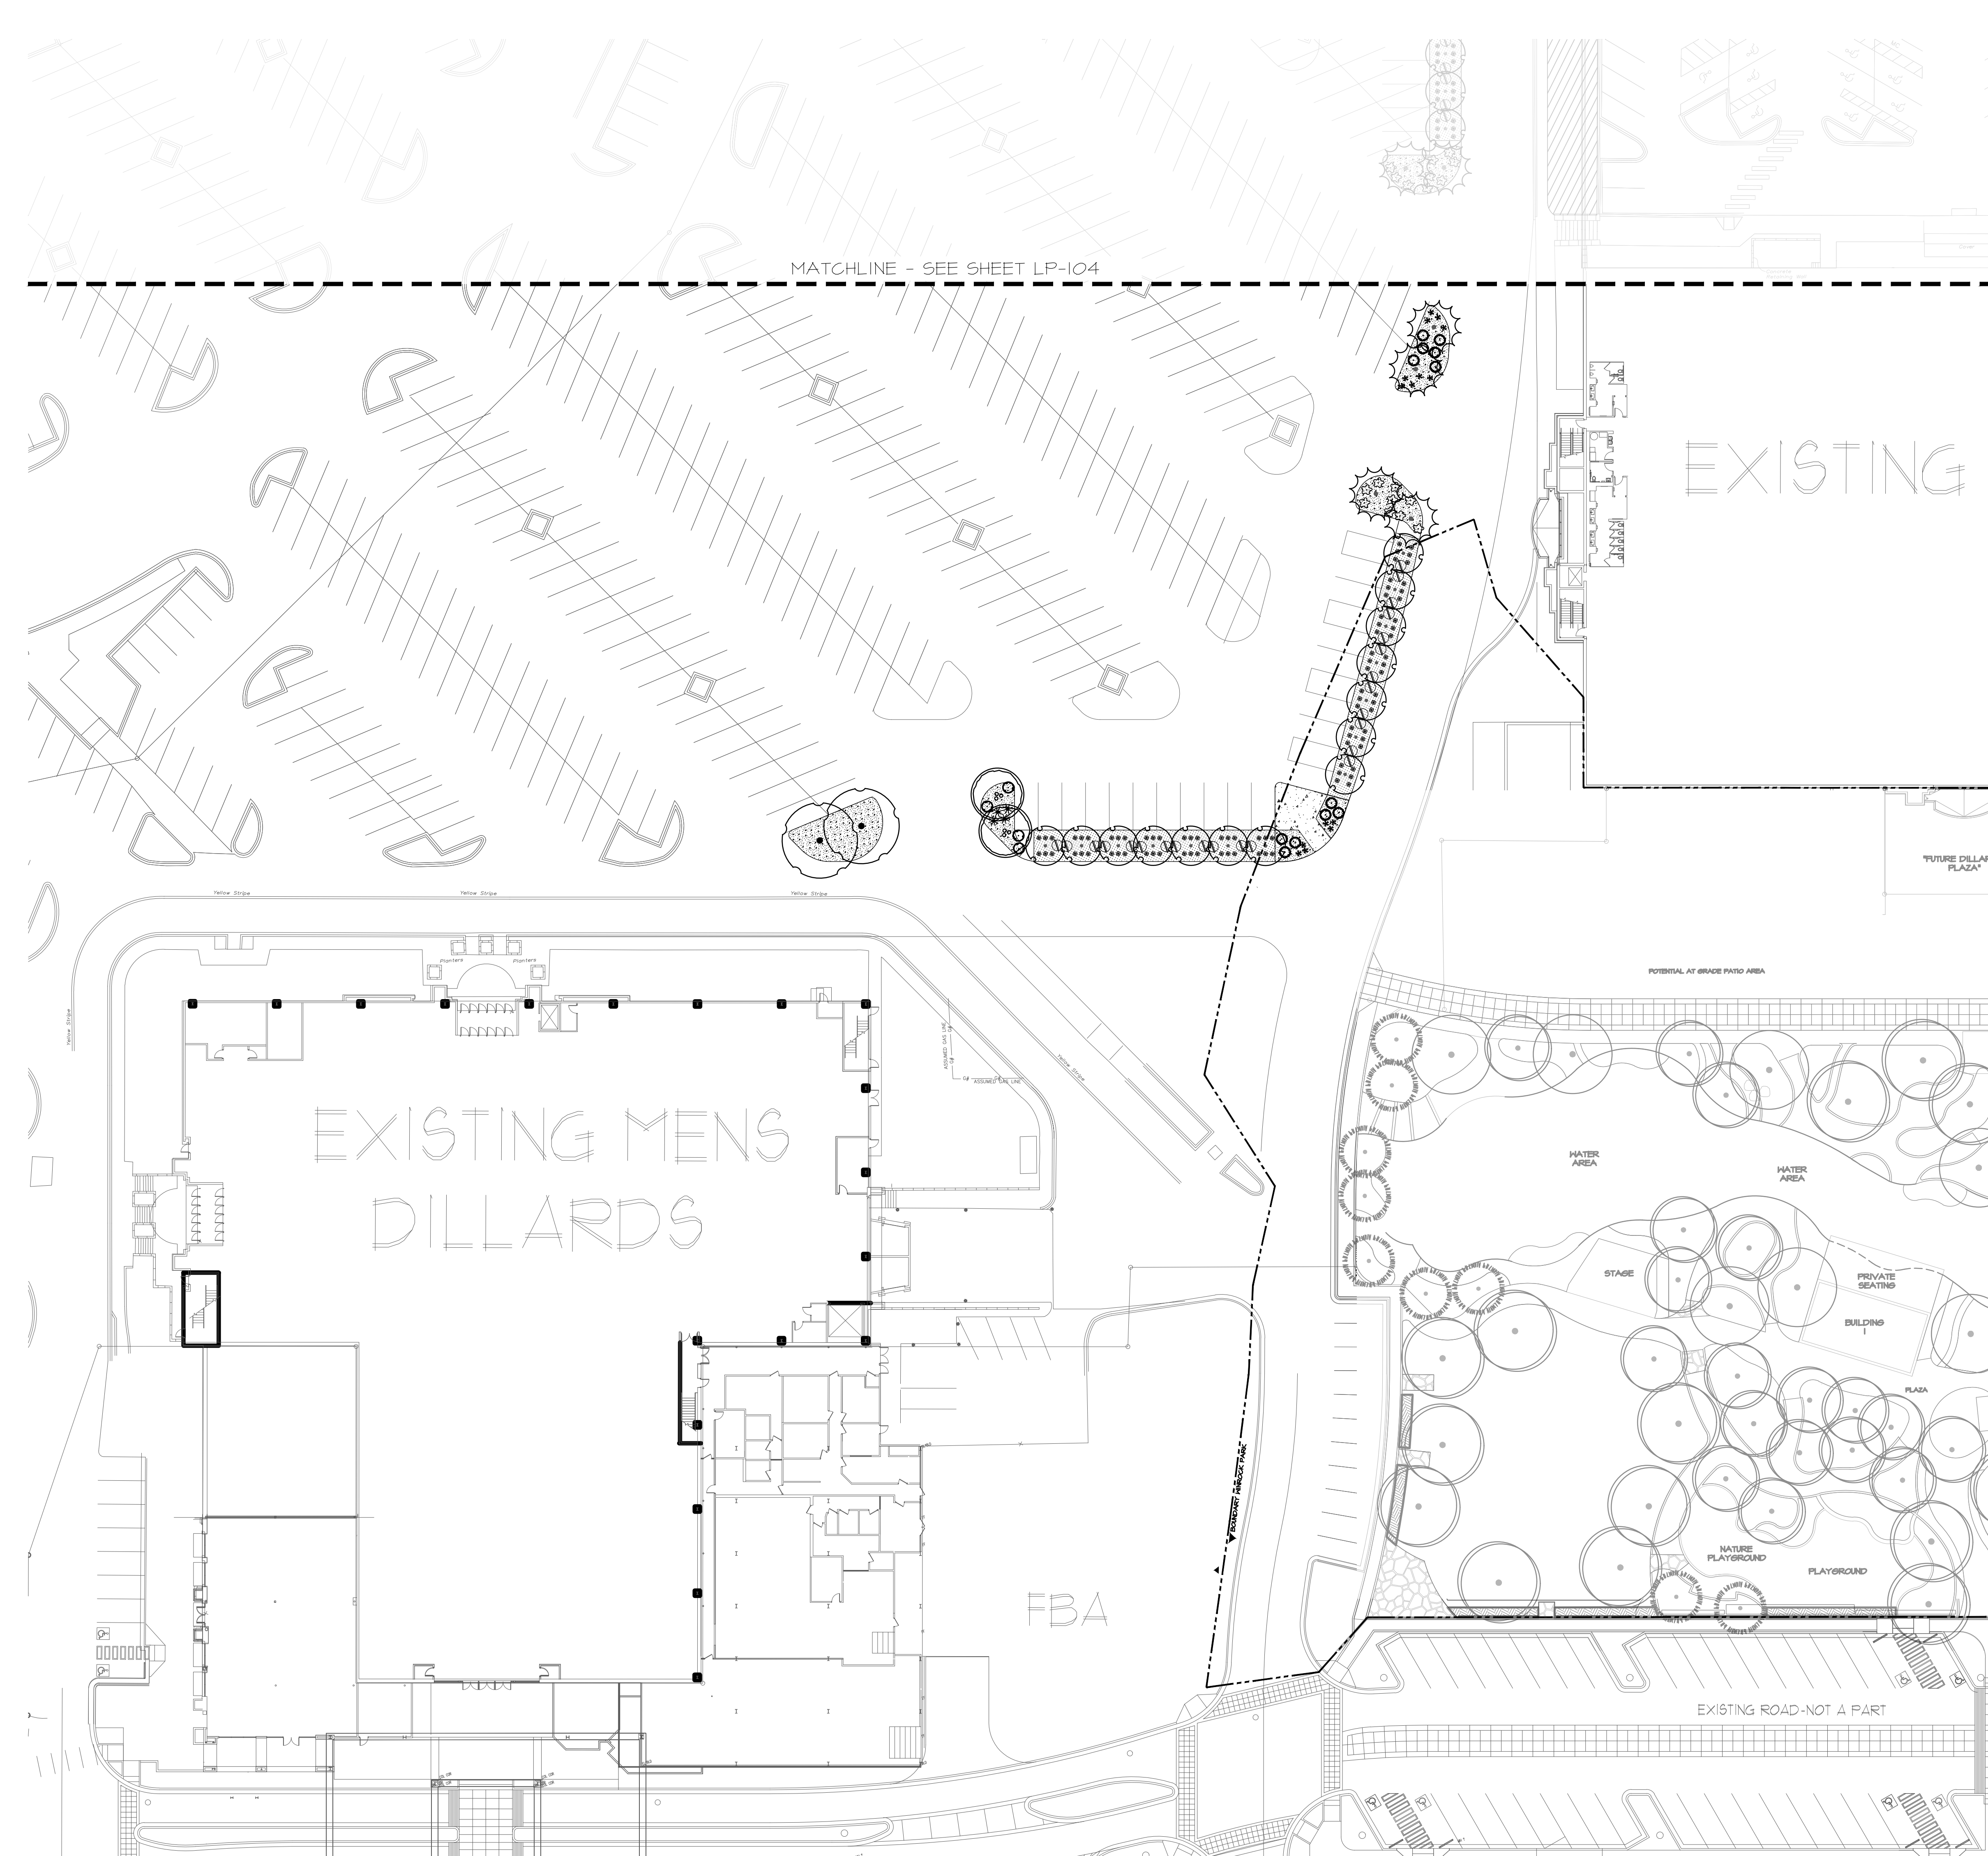 MATCHLINE - SEE SHEET LP-104
EXISTING
"FUTURE DILLAR
PLAZA"
Yellow Stripe
Yellow Stripe
Yellow Stripe
Planters
Planters
POTENTIAL AT GRADE PATIO AREA
Yellow Stripe
ASSUMED GAS LINE
ASSUMED GAS LINE
Yellow Stripe
EXISTING MENS
DILLARDS
WATER
AREA
WATER
AREA
STAGE
PRIVATE
SEATING
BUILDING
1
PLAZA
NATURE
PLAYGROUND
PLAYGROUND
FBA
EXISTING ROAD-NOT A PART